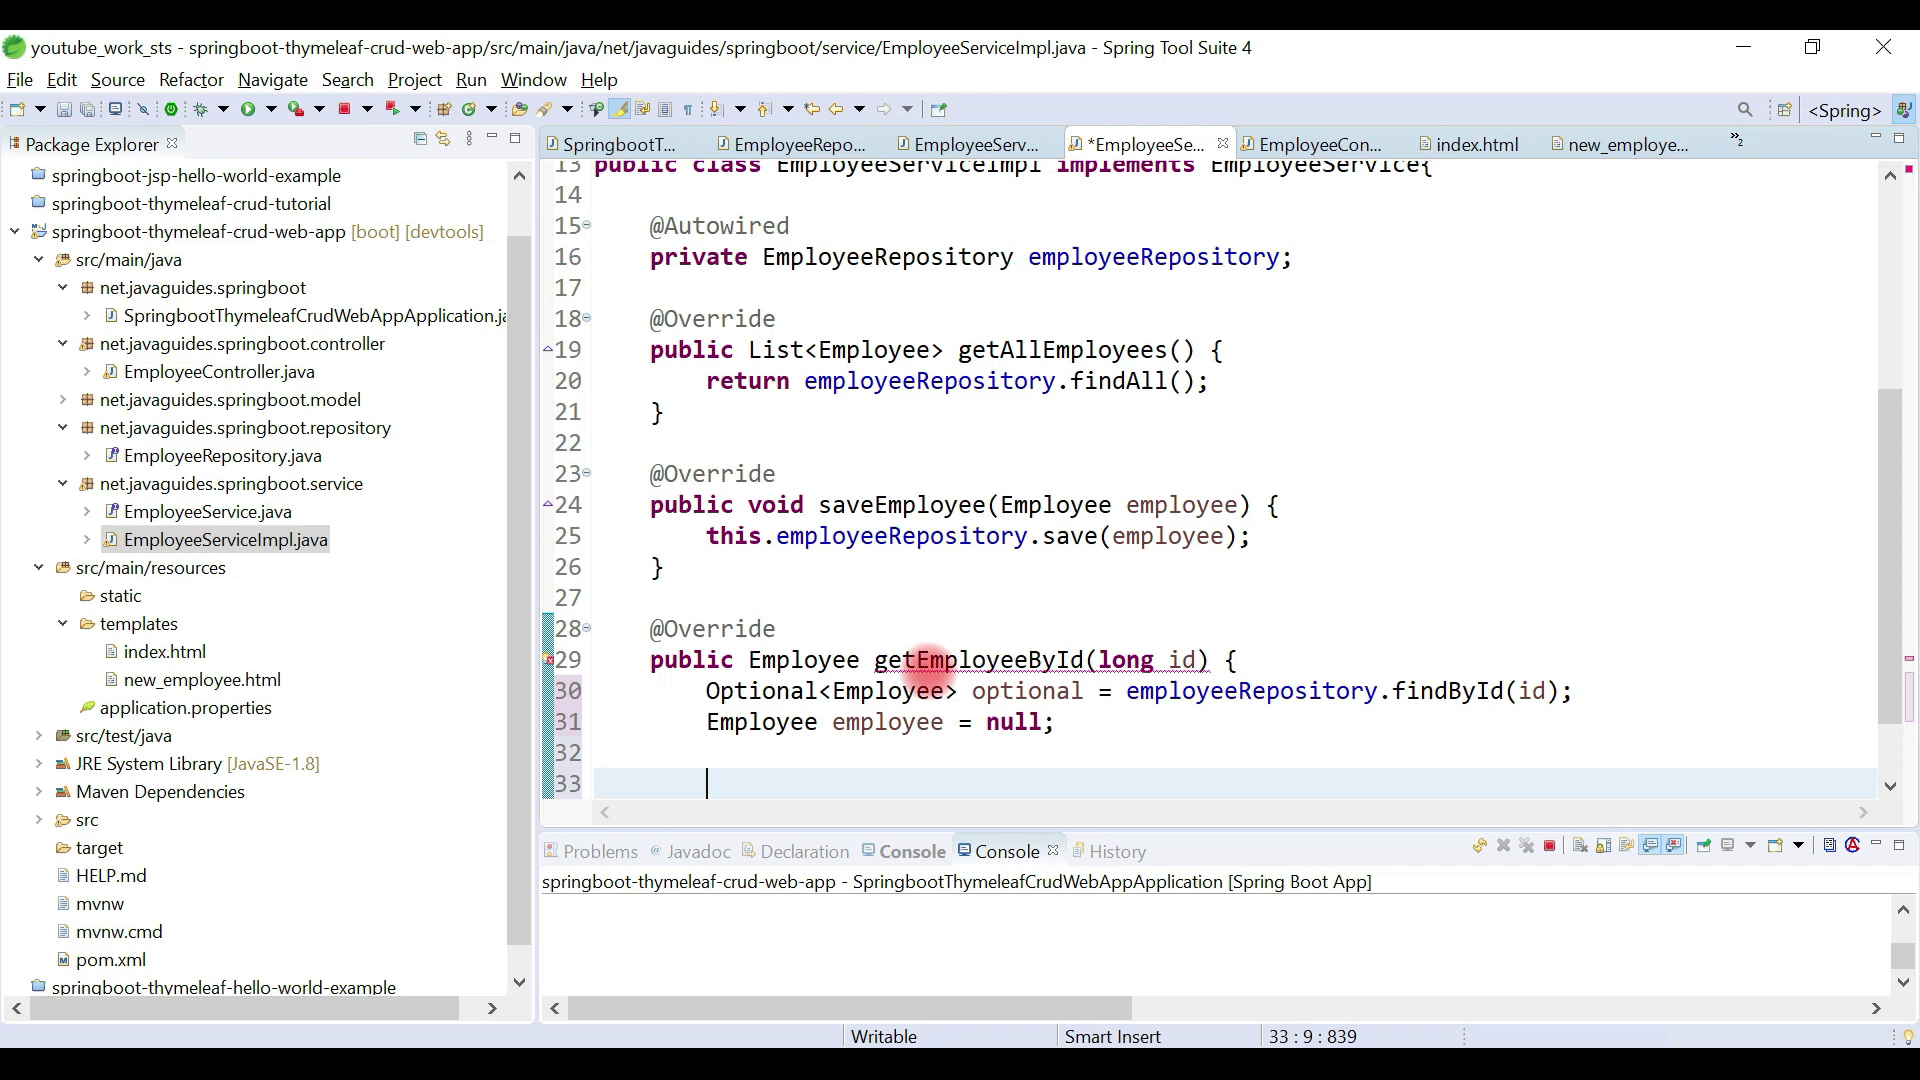 youtube_work_sts - springboot-thymeleaf-crud-web-app/src/main/java/net/javaguides/springboot/service/EmployeeServiceImpl.java - Spring Tool Suite 4
File Edit Source Refactor Navigate Search Project Run Window Help
<Spring>
Package Explorer
springboot-jsp-hello-world-example
springboot-thymeleaf-crud-tutorial
springboot-thymeleaf-crud-web-app [boot] [devtools]
src/main/java
net.javaguides.springboot
SpringbootThymeleafCrudWebAppApplication.ja
net.javaguides.springboot.controller
EmployeeController.java
net.javaguides.springboot.model
net.javaguides.springboot.repository
EmployeeRepository.java
net.javaguides.springboot.service
EmployeeService.java
EmployeeServiceImpl.java
src/main/resources
static
templates
index.html
new_employee.html
application.properties
src/test/java
JRE System Library [JavaSE-1.8]
Maven Dependencies
src
target
HELP.md
mvnw
mvnw.cmd
pom.xml
springboot-thymeleaf-hello-world-example
SpringbootT... EmployeeRepo... EmployeeServ... *EmployeeSe... EmployeeCon... index.html new_employe... »2
13 public class EmployeeServiceImpl implements EmployeeService{
14
15 @Autowired
16 private EmployeeRepository employeeRepository;
17
18 @Override
19 public List<Employee> getAllEmployees() {
20 return employeeRepository.findAll();
21 }
22
23 @Override
24 public void saveEmployee(Employee employee) {
25 this.employeeRepository.save(employee);
26 }
27
28 @Override
29 public Employee getEmployeeById(long id) {
30 Optional<Employee> optional = employeeRepository.findById(id);
31 Employee employee = null;
32
33
Problems @ Javadoc Declaration Console Console History
springboot-thymeleaf-crud-web-app - SpringbootThymeleafCrudWebAppApplication [Spring Boot App]
Writable Smart Insert 33 : 9 : 839